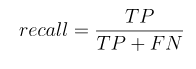 recall = TP / (TP + FN)